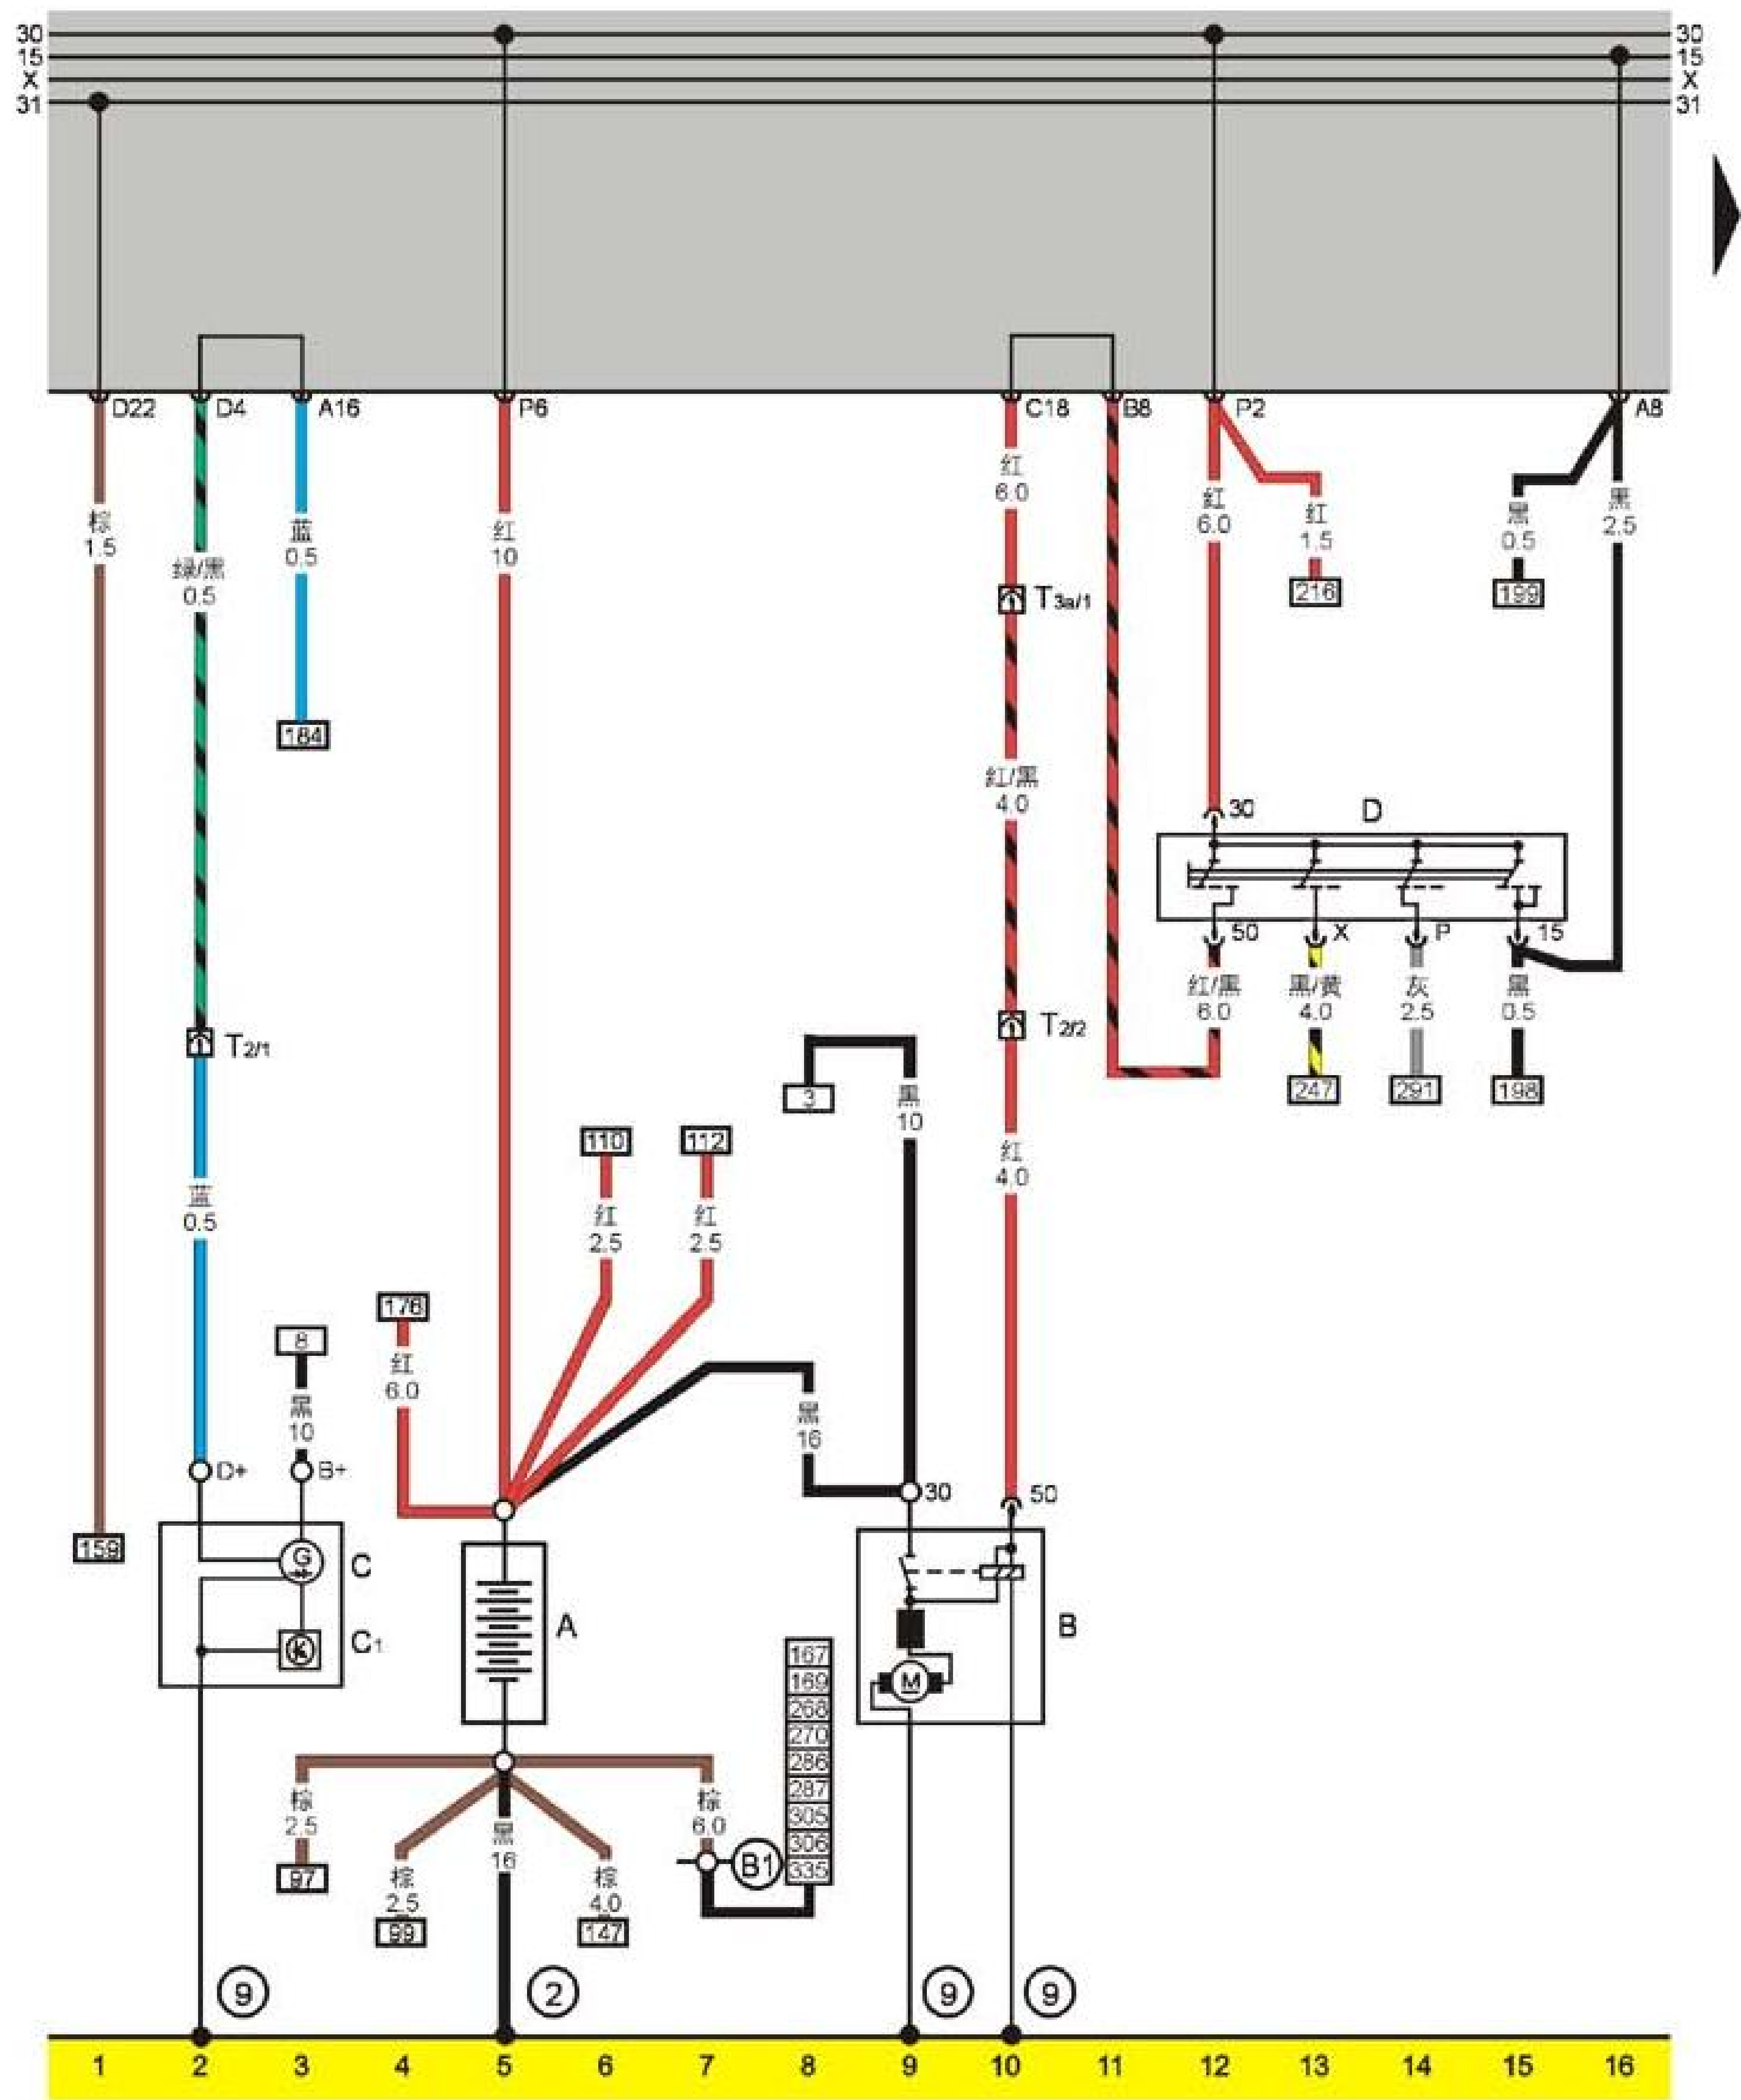 30 30
15 15
X X
31 31
D22 D4 A16 P6 C18 B8 P2 A8
红
6.0
棕
1.5
蓝
0.5
红
10
红
6.0
红
1.5
黑
0.5
黑
2.5
绿/黑
0.5
216
199
T3a/1
184
红/黑
4.0
30
D
50 X P 15
红/黑
6.0
黑/黄
4.0
灰
2.5
黑
0.5
T2/1
T2/2
3
247
291
198
黑
10
110
112
红
4.0
蓝
0.5
红
2.5
红
2.5
176
8
红
6.0
黑
10
黑
16
D+
B+
30
50
159
G
C
K
C1
A
B
M
167
169
268
270
286
287
305
306
335
棕
2.5
黑
16
棕
6.0
B1
97
棕
2.5
棕
4.0
99
147
9
2
9
9
1 2 3 4 5 6 7 8 9 10 11 12 13 14 15 16